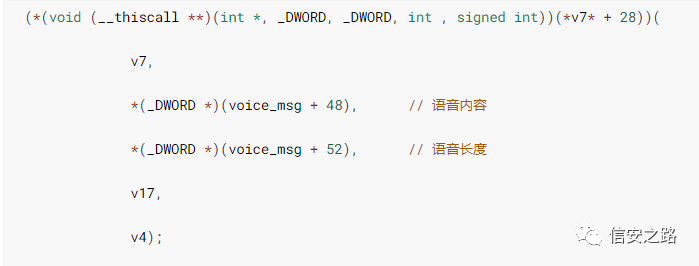 (*(void (__thiscall **)(int *, _DWORD, _DWORD, int , signed int))(*v7* + 28))(
v7,
*(_DWORD *)(voice_msg + 48), // 语音内容
*(_DWORD *)(voice_msg + 52), // 语音长度
v17,
v4);
信安之路